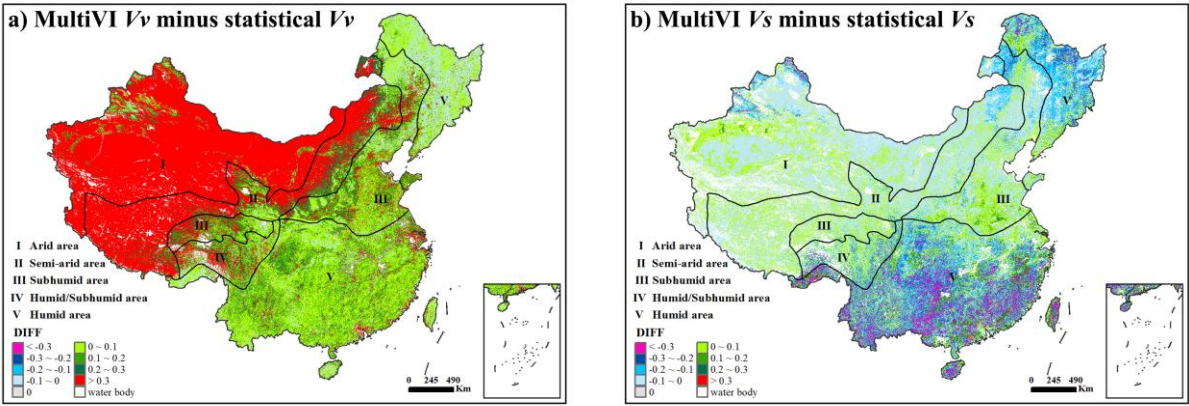 a) MultiVI Vv minus statistical Vv
I
II
III
III
IV
V
V
I Arid area
II Semi-arid area
III Subhumid area
IV Humid/Subhumid area
V Humid area
DIFF
< -0.3
-0.3 ~ -0.2
-0.2 ~ -0.1
-0.1 ~ 0
0
0 ~ 0.1
0.1 ~ 0.2
0.2 ~ 0.3
> 0.3
water body
0 245 490
Km
b) MultiVI Vs minus statistical Vs
I
II
III
III
IV
V
V
I Arid area
II Semi-arid area
III Subhumid area
IV Humid/Subhumid area
V Humid area
DIFF
< -0.3
-0.3 ~ -0.2
-0.2 ~ -0.1
-0.1 ~ 0
0
0 ~ 0.1
0.1 ~ 0.2
0.2 ~ 0.3
> 0.3
water body
0 245 490
Km